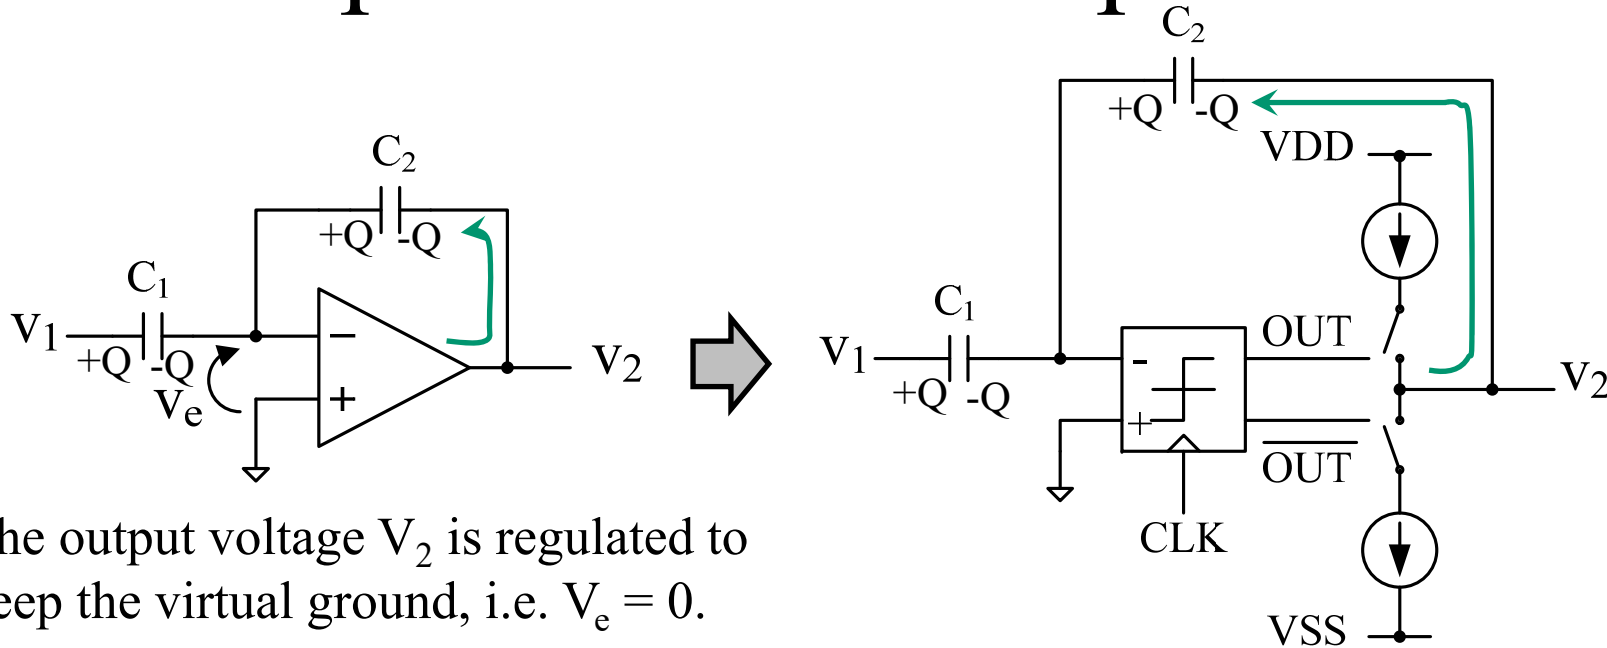 C2
+Q -Q
C1
V1
+Q -Q
Ve
−
+
V2
he output voltage V2 is regulated to
eep the virtual ground, i.e. Ve = 0.
C2
+Q -Q
VDD
C1
V1
+Q -Q
-
+
OUT
OUT
CLK
V2
VSS